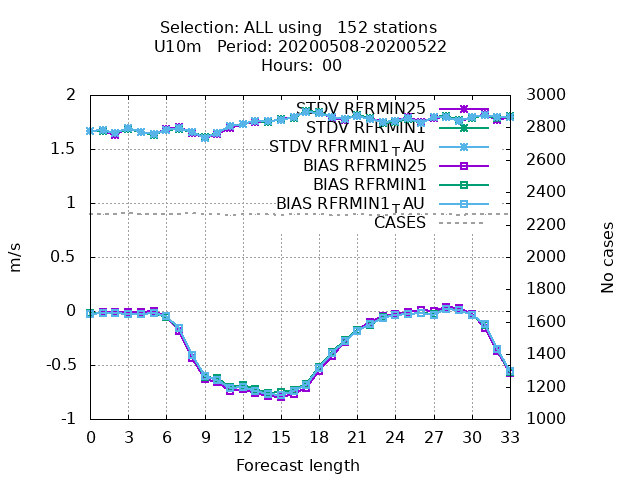 Selection: ALL using   152 stations
U10m   Period: 20200508-20200522
Hours:  00
STDV RFRMIN25
STDV RFRMIN1
STDV RFRMIN1_TAU
BIAS RFRMIN25
BIAS RFRMIN1
BIAS RFRMIN1_TAU
CASES
m/s
2
1.5
1
0.5
0
-0.5
-1
3000
2800
2600
2400
2200
2000
1800
1600
1400
1200
1000
No cases
0 3 6 9 12 15 18 21 24 27 30 33
Forecast length